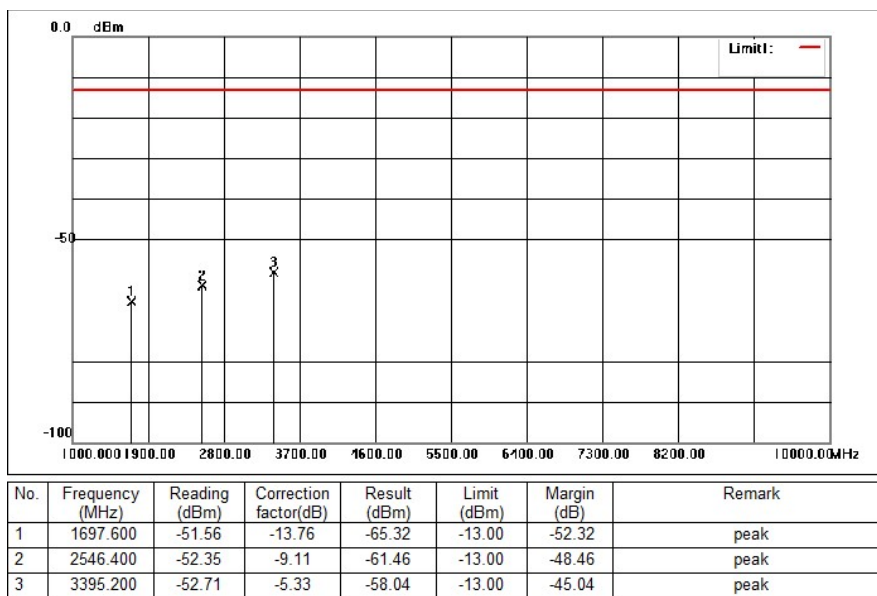 0.0 dBm
Limit1:
-50
1
2
3
-100
1000.000 1900.00 2800.00 3700.00 4600.00 5500.00 6400.00 7300.00 8200.00 10000.00 MHz
No. Frequency (MHz) Reading (dBm) Correction factor(dB) Result (dBm) Limit (dBm) Margin (dB) Remark
1 1697.600 -51.56 -13.76 -65.32 -13.00 -52.32 peak
2 2546.400 -52.35 -9.11 -61.46 -13.00 -48.46 peak
3 3395.200 -52.71 -5.33 -58.04 -13.00 -45.04 peak